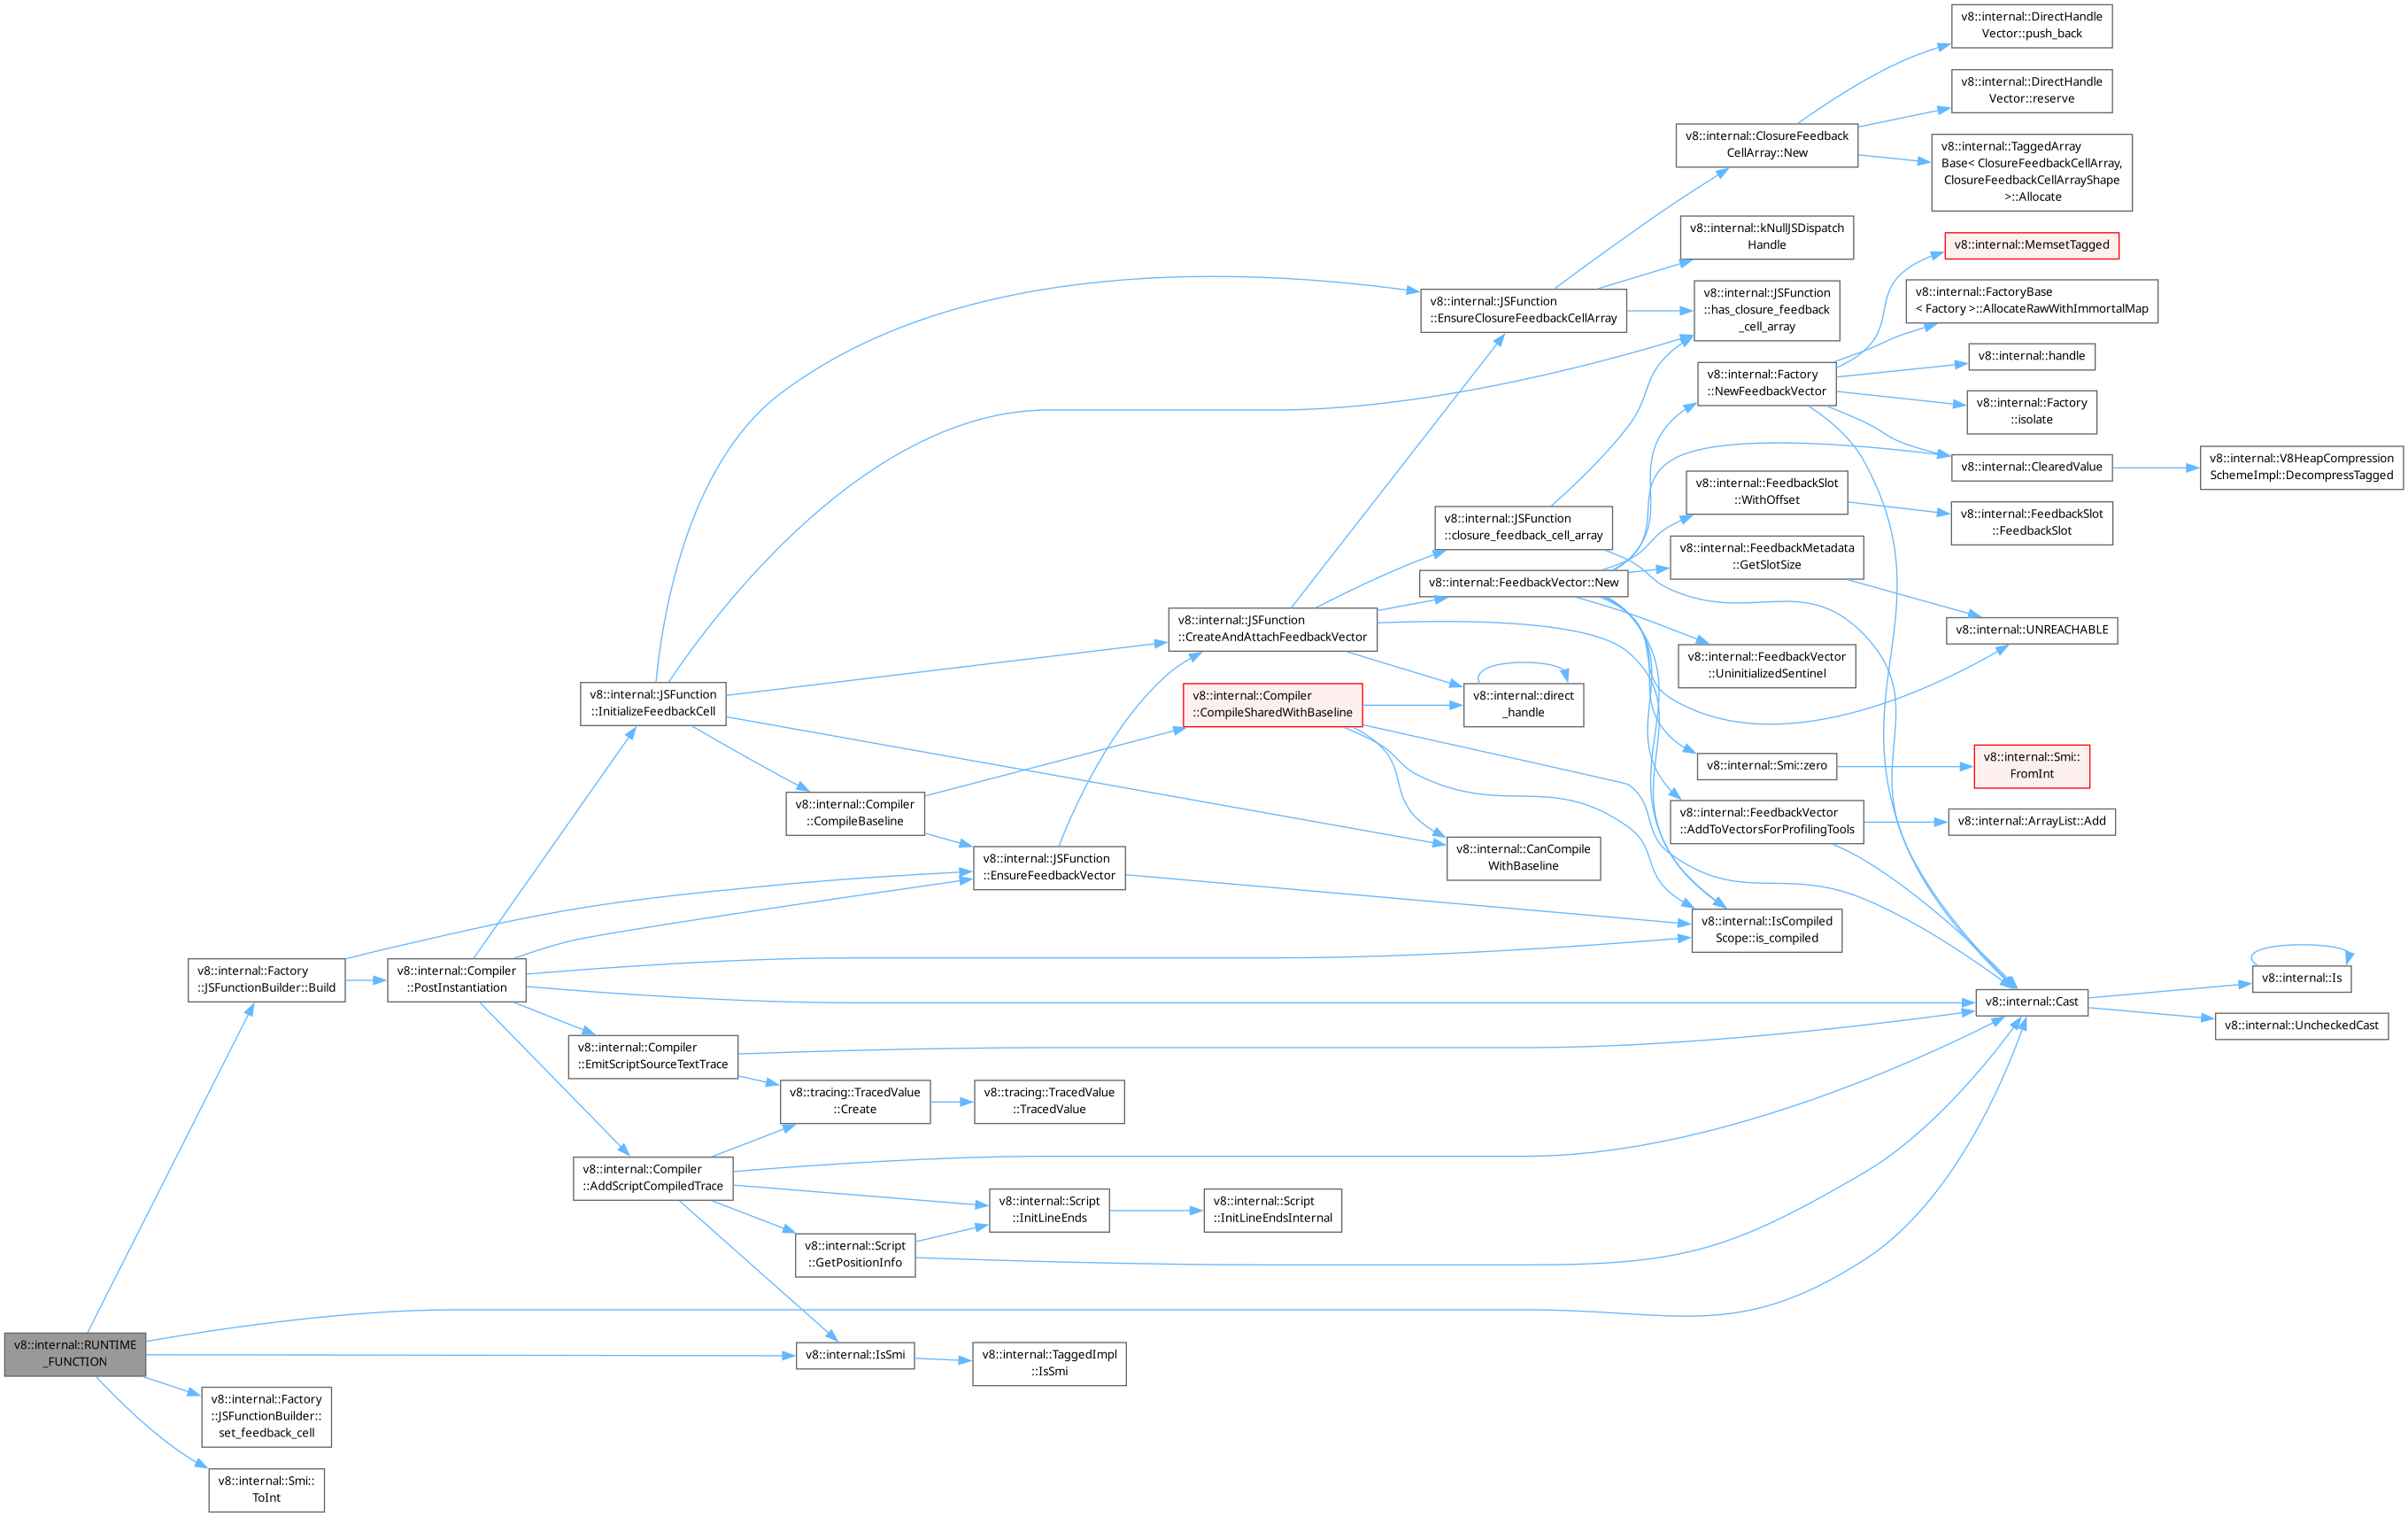 v8::internal::DirectHandle
Vector::push_back
v8::internal::DirectHandle
Vector::reserve
v8::internal::ClosureFeedback
CellArray::New
v8::internal::TaggedArray
Base< ClosureFeedbackCellArray,
ClosureFeedbackCellArrayShape
>::Allocate
v8::internal::kNullJSDispatch
Handle
v8::internal::MemsetTagged
v8::internal::JSFunction
::EnsureClosureFeedbackCellArray
v8::internal::JSFunction
::has_closure_feedback
_cell_array
v8::internal::FactoryBase
< Factory >::AllocateRawWithImmortalMap
v8::internal::handle
v8::internal::Factory
::NewFeedbackVector
v8::internal::Factory
::isolate
v8::internal::ClearedValue
v8::internal::V8HeapCompression
SchemeImpl::DecompressTagged
v8::internal::FeedbackSlot
::WithOffset
v8::internal::FeedbackSlot
::FeedbackSlot
v8::internal::JSFunction
::closure_feedback_cell_array
v8::internal::FeedbackMetadata
::GetSlotSize
v8::internal::FeedbackVector::New
v8::internal::UNREACHABLE
v8::internal::JSFunction
::CreateAndAttachFeedbackVector
v8::internal::FeedbackVector
::UninitializedSentinel
v8::internal::JSFunction
::InitializeFeedbackCell
v8::internal::Compiler
::CompileSharedWithBaseline
v8::internal::direct
_handle
v8::internal::Smi::zero
v8::internal::Smi::
FromInt
v8::internal::Compiler
::CompileBaseline
v8::internal::FeedbackVector
::AddToVectorsForProfilingTools
v8::internal::ArrayList::Add
v8::internal::JSFunction
::EnsureFeedbackVector
v8::internal::CanCompile
WithBaseline
v8::internal::IsCompiled
Scope::is_compiled
v8::internal::Factory
::JSFunctionBuilder::Build
v8::internal::Compiler
::PostInstantiation
v8::internal::Is
v8::internal::Cast
v8::internal::UncheckedCast
v8::internal::Compiler
::EmitScriptSourceTextTrace
v8::tracing::TracedValue
::Create
v8::tracing::TracedValue
::TracedValue
v8::internal::Compiler
::AddScriptCompiledTrace
v8::internal::Script
::InitLineEnds
v8::internal::Script
::InitLineEndsInternal
v8::internal::Script
::GetPositionInfo
v8::internal::RUNTIME
_FUNCTION
v8::internal::IsSmi
v8::internal::TaggedImpl
::IsSmi
v8::internal::Factory
::JSFunctionBuilder::
set_feedback_cell
v8::internal::Smi::
ToInt